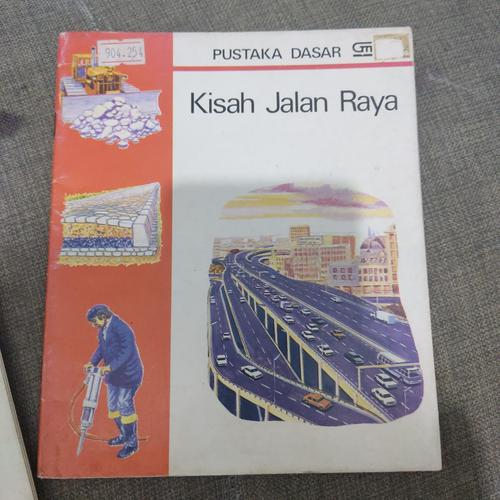 904.254
PUSTAKA DASAR
Kisah Jalan Raya